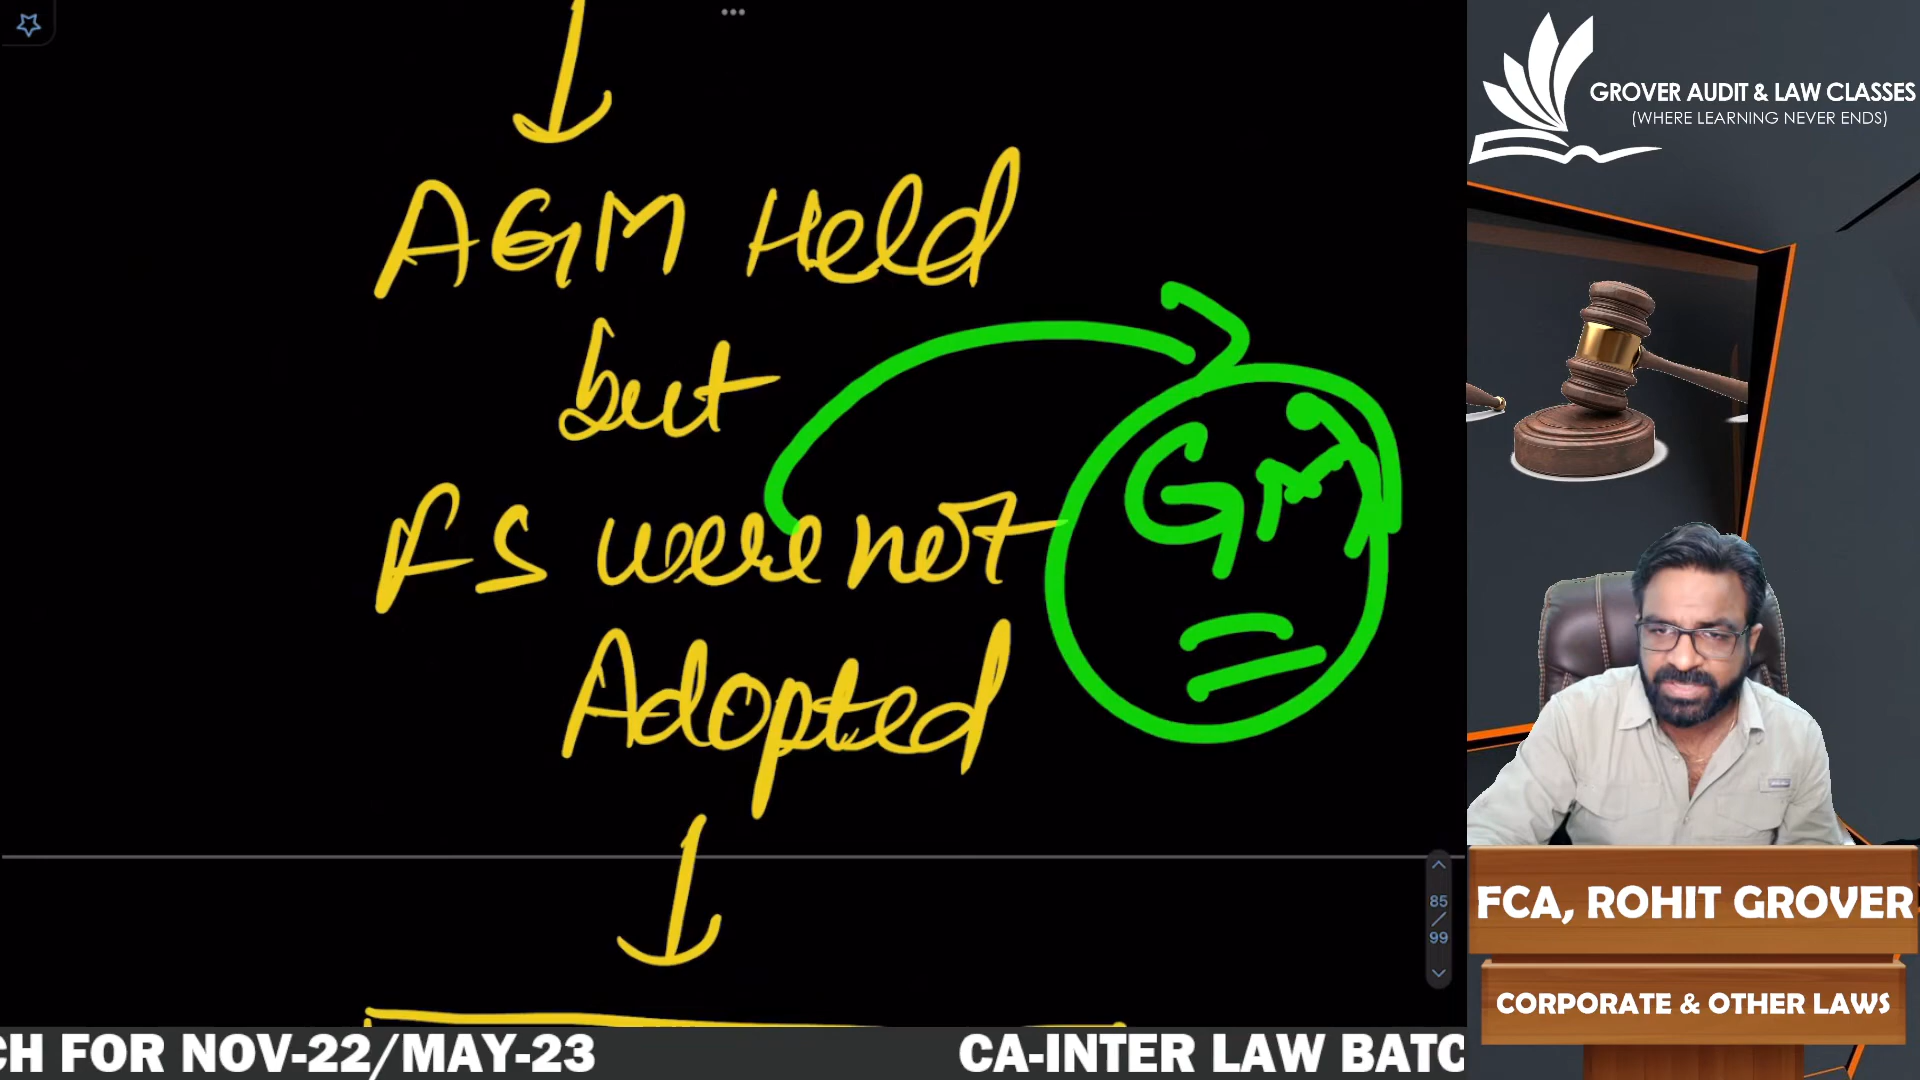 GROVER AUDIT & LAW CLASSES
(WHERE LEARNING NEVER ENDS)
AGM Held
but
FS were not
Adopted
GM
85
/
99
FCA, ROHIT GROVER
CORPORATE & OTHER LAWS
CH FOR NOV-22/MAY-23 CA-INTER LAW BATC